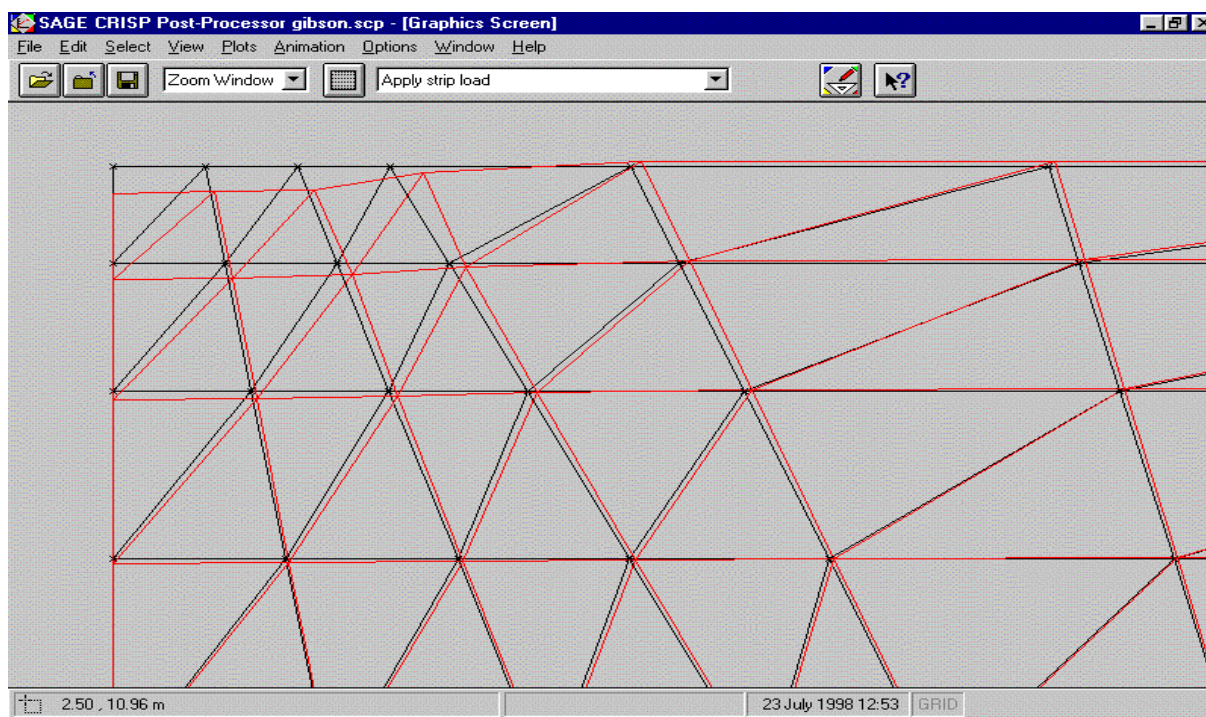 SAGE CRISP Post-Processor gibson.scp - [Graphics Screen]
File Edit Select View Plots Animation Options Window Help
Zoom Window Apply strip load
2.50 , 10.96 m 23 July 1998 12:53 GRID